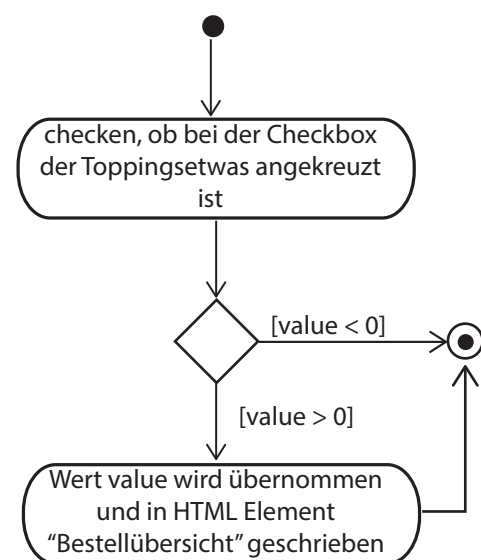 checken, ob bei der Checkbox
der Toppingsetwas angekreuzt
ist
[value < 0]
[value > 0]
Wert value wird übernommen
und in HTML Element
“Bestellübersicht” geschrieben